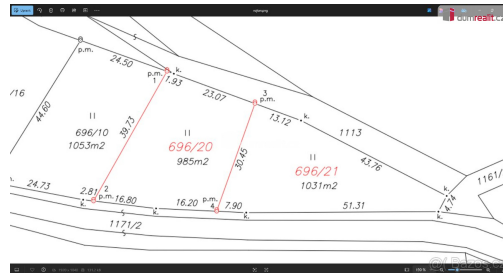 dumrealit.cz
24.50
p.m.
p.m.
1
k.
1.93
23.07
3
p.m.
13.12
k.
1113
43.76
/16
44.60
II
696/10
1053m2
39.73
II
696/20
985m2
30.45
II
696/21
1031m2
1161/
4.74
k.
24.73
2.81
2
p.m.
k.
16.80
k.
16.20
p.m.
4
7.90
k.
51.31
1171/2